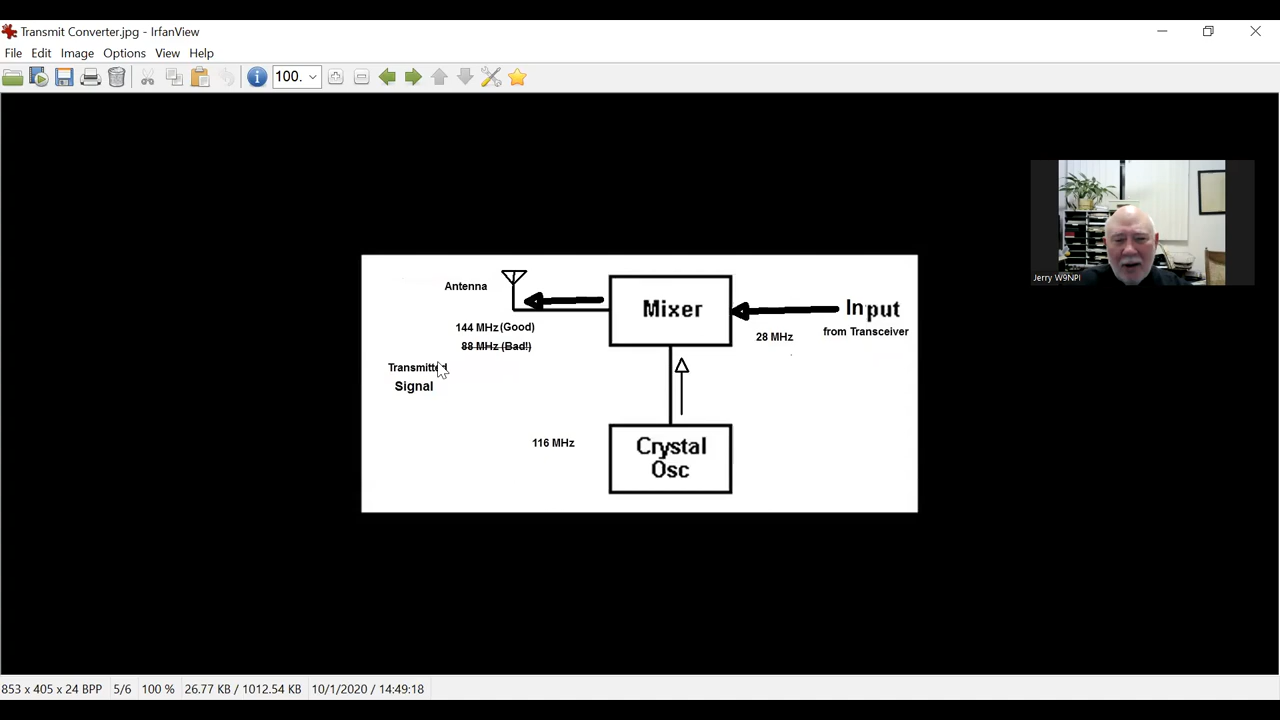 Transmit Converter.jpg - IrfanView
File Edit Image Options View Help
100.
Antenna
Mixer
Input
from Transceiver
144 MHz (Good)
28 MHz
88 MHz (Bad!)
Transmitted
Signal
116 MHz
Crystal
Osc
Jerry W9NPI
853 x 405 x 24 BPP 5/6 100 % 26.77 KB / 1012.54 KB 10/1/2020 / 14:49:18